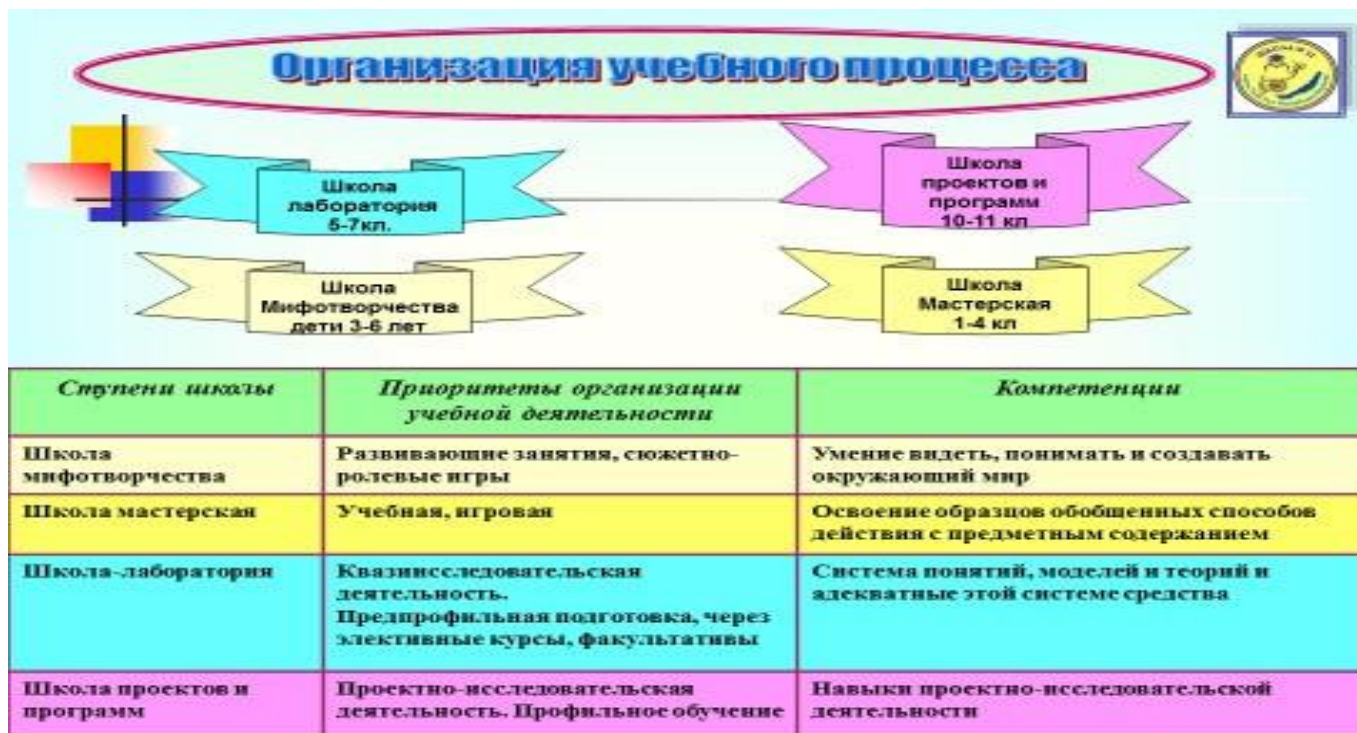 Организация учебного процесса
Школа
лаборатория
5-7кл.
Школа
проектов и
программ
10-11 кл
Школа
Мифотворчества
дети 3-6 лет
Школа
Мастерская
1-4 кл
Ступени школы
Приоритеты организации
учебной деятельности
Компетенции
Школа
мифотворчества
Развивающие занятия, сюжетно-
ролевые игры
Умение видеть, понимать и создавать
окружающий мир
Школа мастерская
Учебная, игровая
Освоение образцов обобщенных способов
действия с предметным содержанием
Школа-лаборатория
Квазиисследовательская
деятельность.
Предпрофильная подготовка, через
элективные курсы, факультативы
Система понятий, моделей и теорий и
адекватные этой системе средства
Школа проектов и
программ
Проектно-исследовательская
деятельность. Профильное обучение
Навыки проектно-исследовательской
деятельности